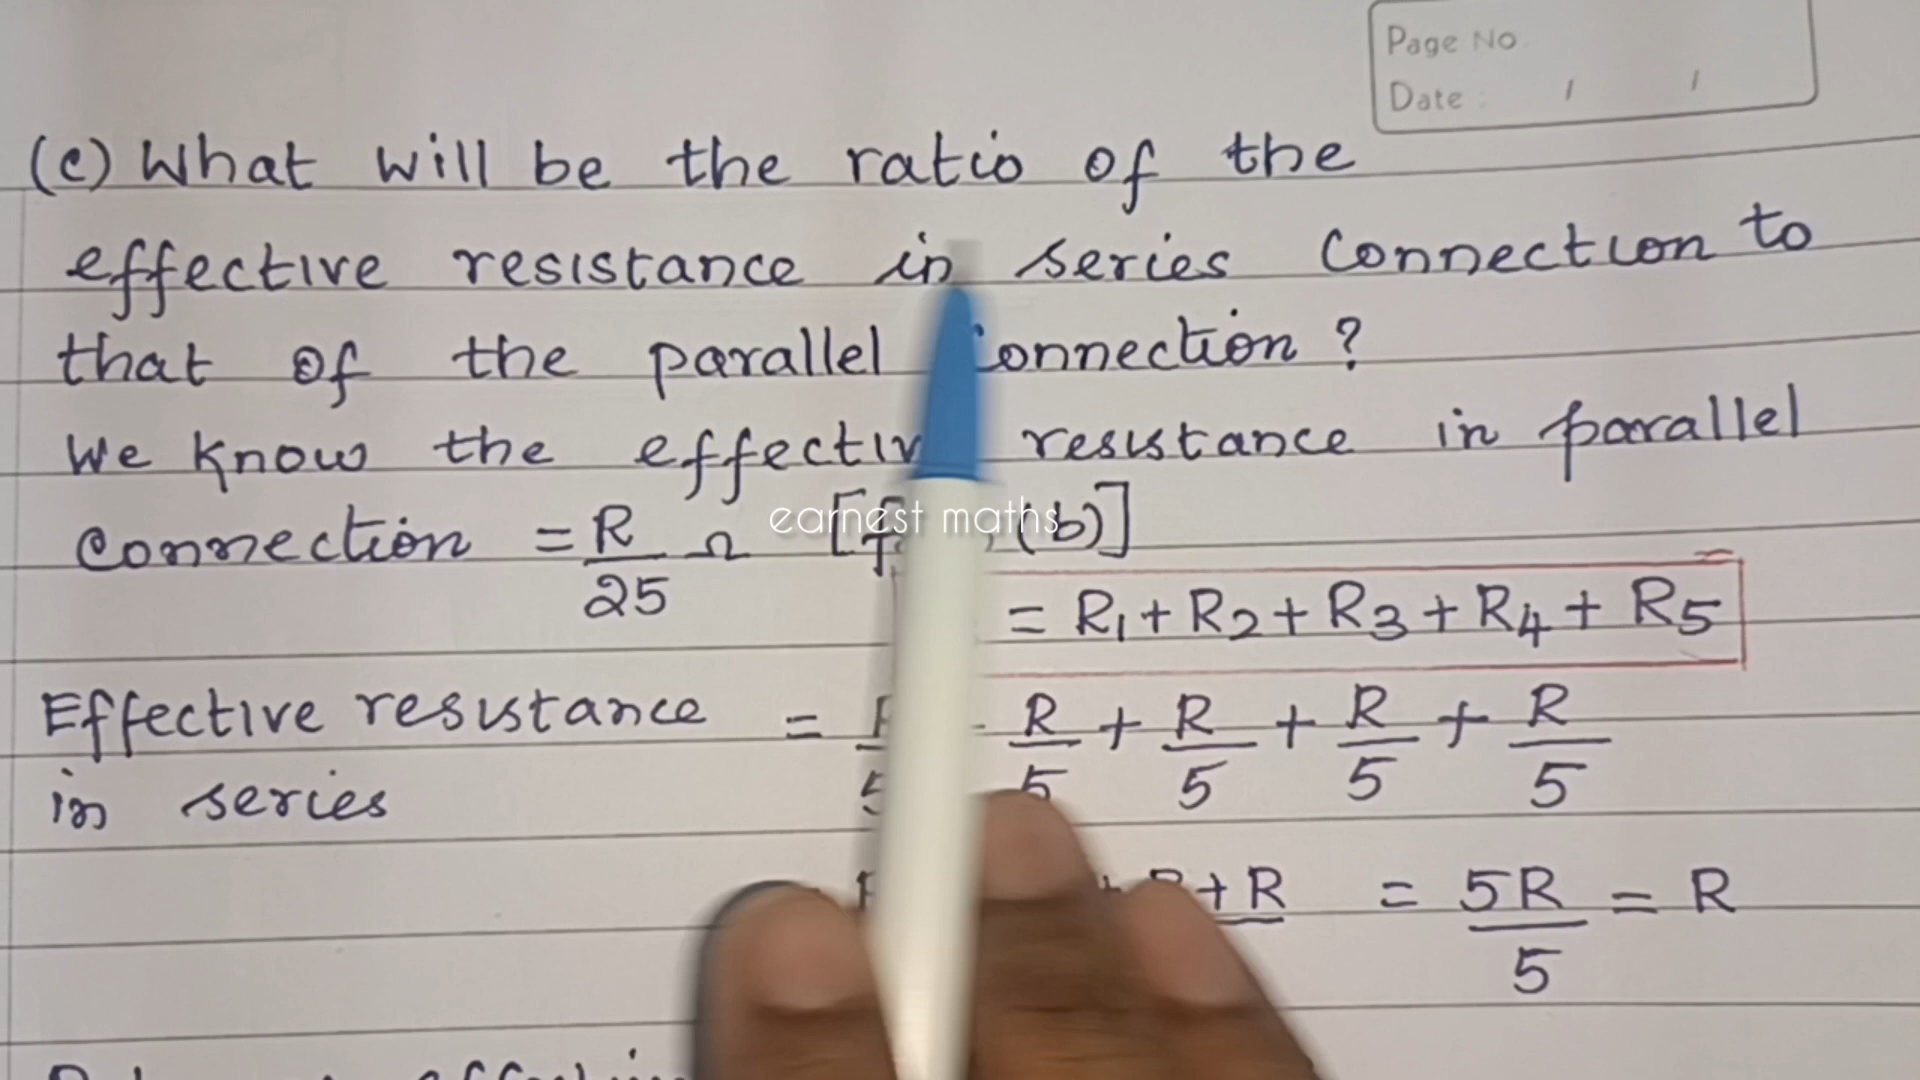 Page No.
Date : / /
(c) What will be the ratio of the
effective resistance in series connection to
that of the parallel connection ?
We know the effectiv resistance in parallel
earnest maths
connection = R/25 Ω [f (b)]
= R1 + R2 + R3 + R4 + R5
Effective resistance = R/5 + R/5 + R/5 + R/5 + R/5
in series
+ R + R = 5R/5 = R